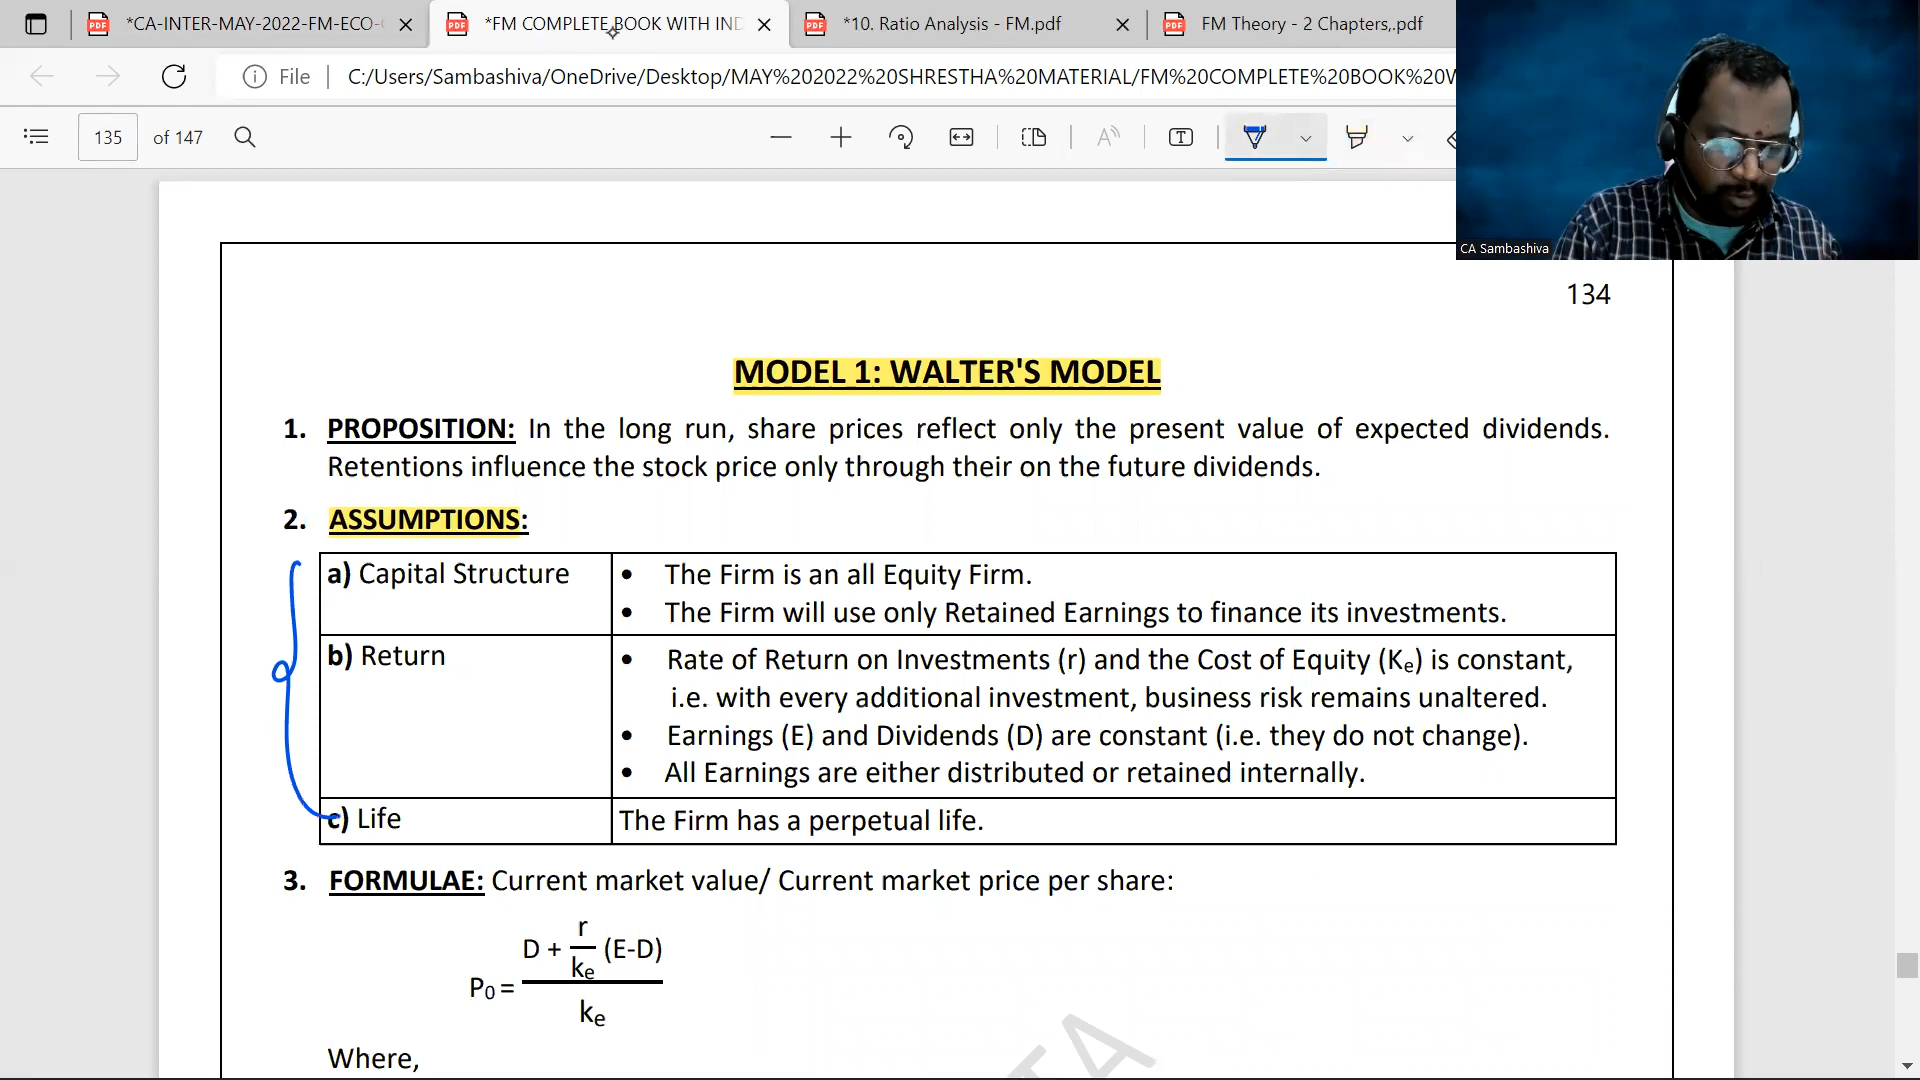 *CA-INTER-MAY-2022-FM-ECO-
*FM COMPLETE BOOK WITH IND
*10. Ratio Analysis - FM.pdf
FM Theory - 2 Chapters,.pdf
File
C:/Users/Sambashiva/OneDrive/Desktop/MAY%202022%20SHRESTHA%20MATERIAL/FM%20COMPLETE%20BOOK%20W
135 of 147
CA Sambashiva
134
MODEL 1: WALTER'S MODEL
1. PROPOSITION: In the long run, share prices reflect only the present value of expected dividends.
Retentions influence the stock price only through their on the future dividends.
2. ASSUMPTIONS:
a) Capital Structure
• The Firm is an all Equity Firm.
• The Firm will use only Retained Earnings to finance its investments.
b) Return
• Rate of Return on Investments (r) and the Cost of Equity (Ke) is constant,
i.e. with every additional investment, business risk remains unaltered.
• Earnings (E) and Dividends (D) are constant (i.e. they do not change).
• All Earnings are either distributed or retained internally.
c) Life
The Firm has a perpetual life.
3. FORMULAE: Current market value/ Current market price per share:
r
D + (E-D)
ke
P0 =
ke
Where,